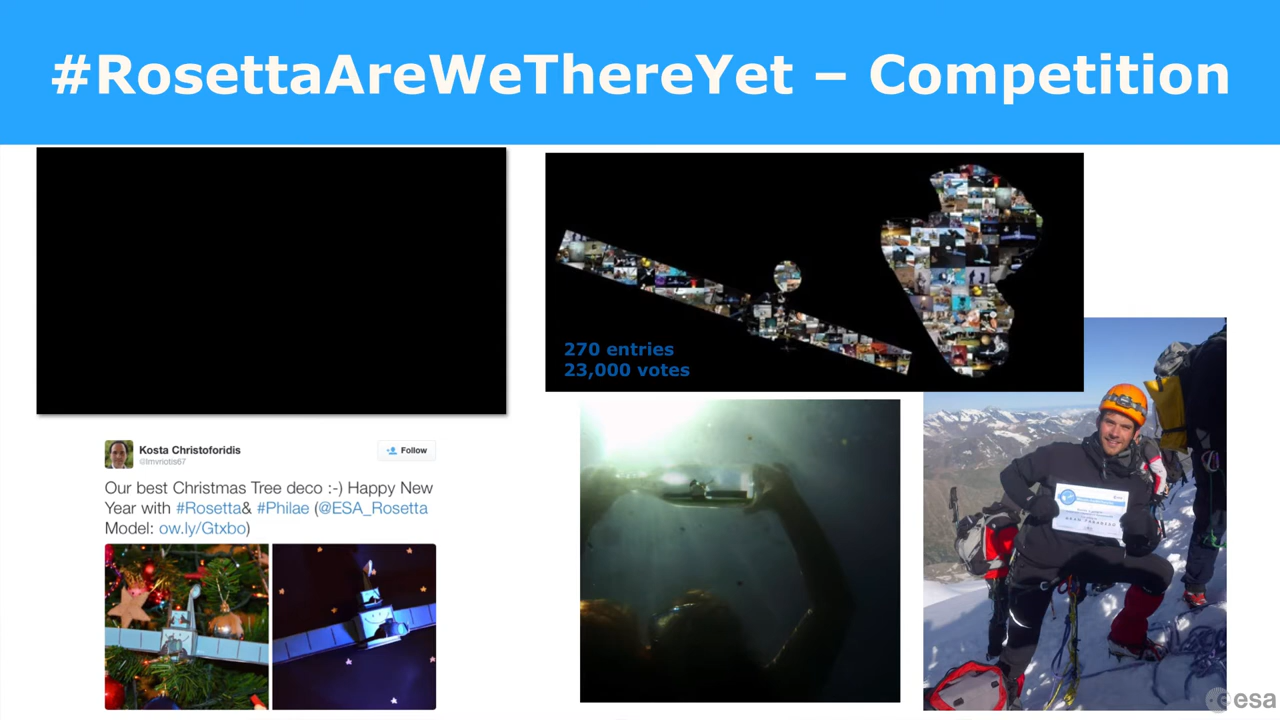 #RosettaAreWeThereYet – Competition
270 entries
23,000 votes
Kosta Christoforidis
Follow
Our best Christmas Tree deco :-) Happy New
Year with #Rosetta& #Philae (@ESA_Rosetta
Model: ow.ly/Gtxbo)
esa